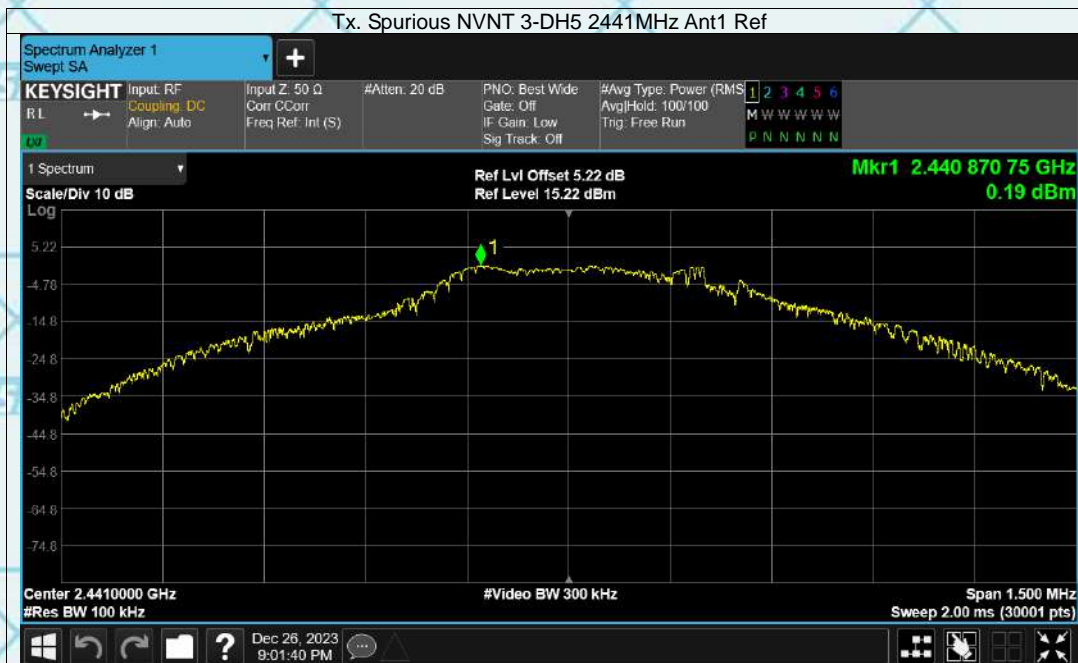 Tx. Spurious NVNT 3-DH5 2441MHz Ant1 Ref
Spectrum Analyzer 1
Swept SA
+
KEYSIGHT
R L
LXI
Input: RF
Coupling: DC
Align: Auto
Input Z: 50 Ω
Corr CCorr
Freq Ref: Int (S)
#Atten: 20 dB
PNO: Best Wide
Gate: Off
IF Gain: Low
Sig Track: Off
#Avg Type: Power (RMS
Avg|Hold: 100/100
Trig: Free Run
1 2 3 4 5 6
M W W W W W
P N N N N N
1 Spectrum
Scale/Div 10 dB
Log
Ref Lvl Offset 5.22 dB
Ref Level 15.22 dBm
Mkr1 2.440 870 75 GHz
0.19 dBm
1
5.22
-4.78
-14.8
-24.8
-34.8
-44.8
-54.8
-64.8
-74.8
Center 2.4410000 GHz
#Res BW 100 kHz
#Video BW 300 kHz
Span 1.500 MHz
Sweep 2.00 ms (30001 pts)
?
Dec 26, 2023
9:01:40 PM